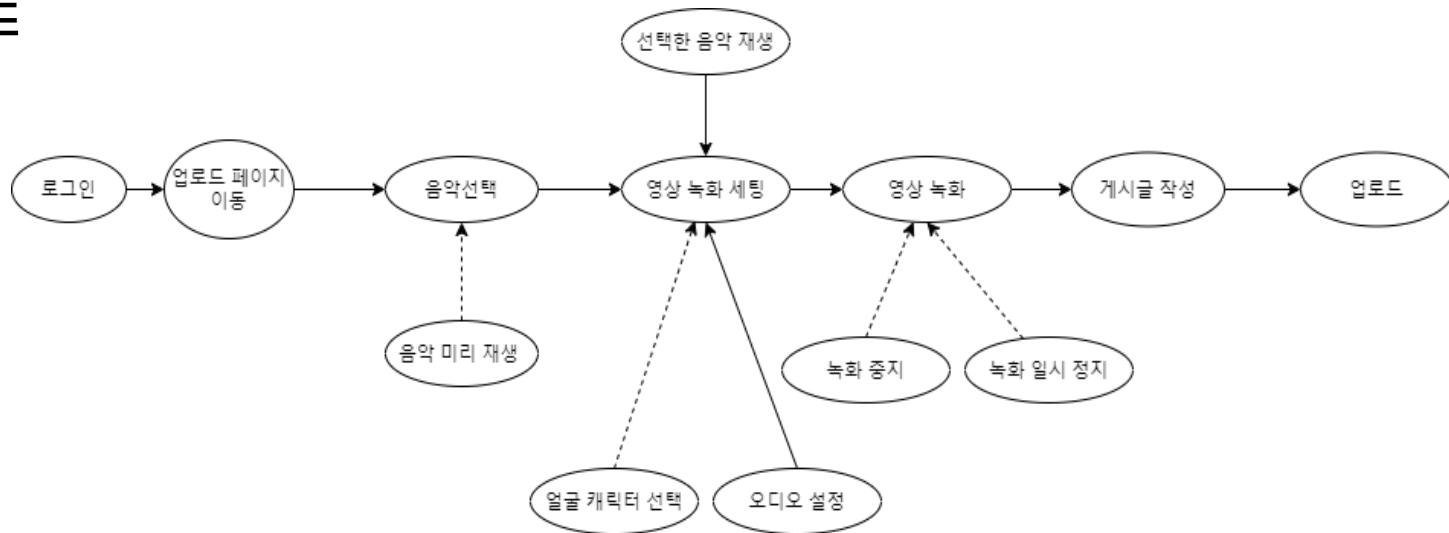 선택한 음악 재생
로그인
업로드 페이지
이동
음악선택
영상 녹화 세팅
영상 녹화
게시글 작성
업로드
음악 미리 재생
녹화 중지
녹화 일시 정지
얼굴 캐릭터 선택
오디오 설정